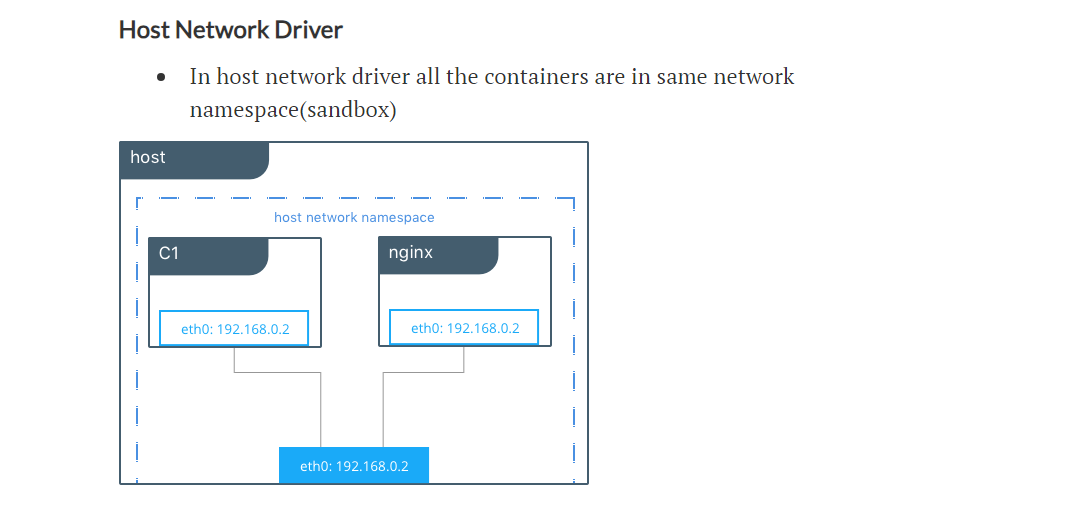 Host Network Driver
• In host network driver all the containers are in same network
namespace(sandbox)
host
host network namespace
C1
nginx
eth0: 192.168.0.2
eth0: 192.168.0.2
eth0: 192.168.0.2